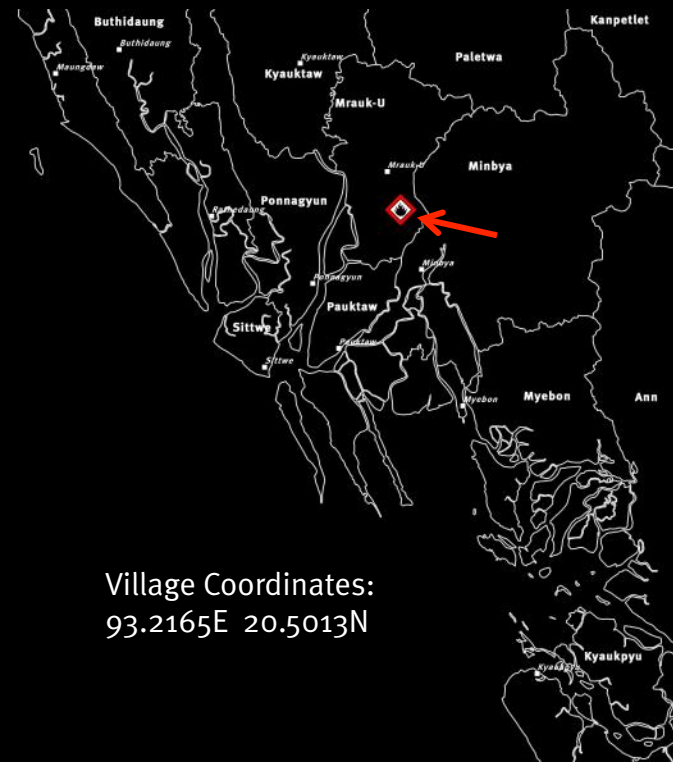 Buthidaung
Kanpetlet
Buthidaung
Kyauktaw
Paletwa
Maungdaw
Kyauktaw
Mrauk-U
Mrauk-U
Minbya
Ponnagyun
Rathedaung
Minbya
Ponnagyun
Pauktaw
Sittwe
Pauktaw
Sittwe
Myebon
Ann
Myebon
Village Coordinates:
93.2165E 20.5013N
Kyaukpyu
Kyaukpyu